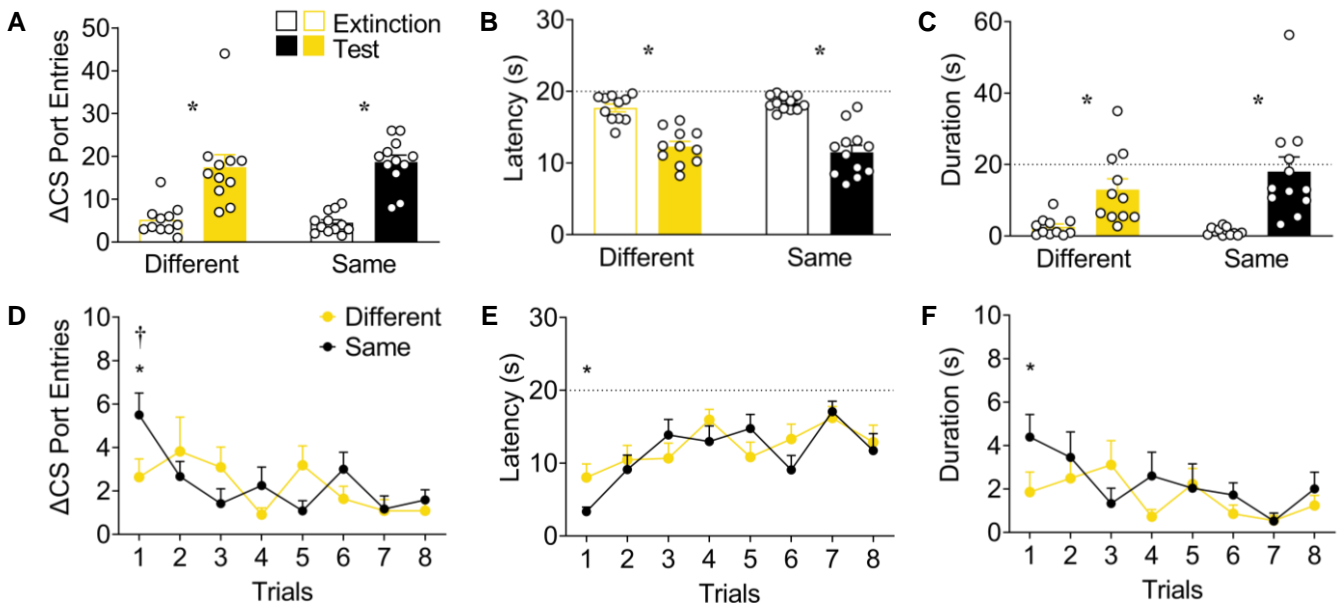 A
ΔCS Port Entries
50
40
30
20
10
0
Extinction
Test
*
*
Different
Same
B
Latency (s)
30
20
10
0
*
*
Different
Same
C
Duration (s)
60
40
20
0
*
*
Different
Same
D
ΔCS Port Entries
10
8
6
4
2
0
†
*
Different
Same
1 2 3 4 5 6 7 8
Trials
E
Latency (s)
30
20
10
0
*
1 2 3 4 5 6 7 8
Trials
F
Duration (s)
10
8
6
4
2
0
*
1 2 3 4 5 6 7 8
Trials